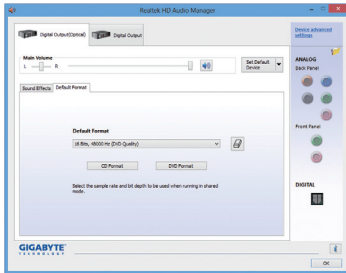 Realtek HD Audio Manager
Digital Output(Optical)
Digital Output
Device advanced
settings
Main Volume
L
R
Set Default
Device
ANALOG
Back Panel
Sound Effects
Default Format
Default Format
16 Bits, 48000 Hz (DVD Quality)
CD Format
DVD Format
Select the sample rate and bit depth to be used when running in shared
mode.
Front Panel
DIGITAL
GIGABYTE™
TECHNOLOGY
i
OK